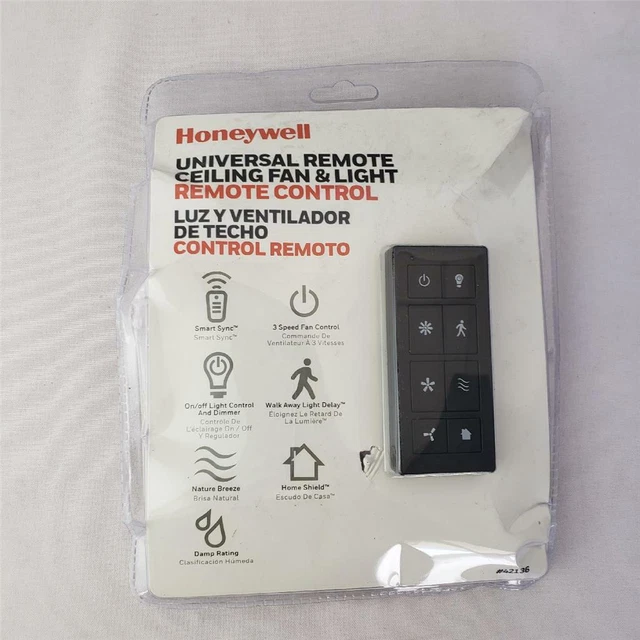 Honeywell
UNIVERSAL REMOTE
CEILING FAN & LIGHT
REMOTE CONTROL
LUZ Y VENTILADOR
DE TECHO
CONTROL REMOTO
Smart Sync™
Smart Sync™
3 Speed Fan Control
Commande De
Ventilateur A 3 Vitesses
On/off Light Control
And Dimmer
Contrôle De
L'eclairage On / Off
Y Regulador
Walk Away Light Delay™
Eloignez Le Retard De
La Lumiere™
Nature Breeze
Brisa Natural
Home Shield™
Escudo De Casa™
Damp Rating
Clasificación Húmeda
#42136